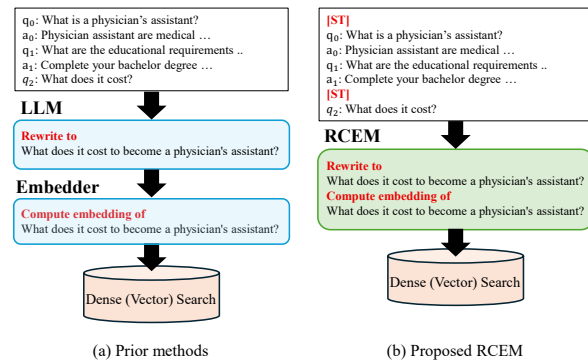 q0: What is a physician's assistant?
a0: Physician assistant are medical …
q1: What are the educational requirements ..
a1: Complete your bachelor degree …
q2: What does it cost?
LLM
Rewrite to
What does it cost to become a physician's assistant?
Embedder
Compute embedding of
What does it cost to become a physician's assistant?
Dense (Vector) Search
(a) Prior methods
[ST]
q0: What is a physician's assistant?
a0: Physician assistant are medical …
q1: What are the educational requirements ..
a1: Complete your bachelor degree …
[ST]
q2: What does it cost?
RCEM
Rewrite to
What does it cost to become a physician's assistant?
Compute embedding of
What does it cost to become a physician's assistant?
Dense (Vector) Search
(b) Proposed RCEM